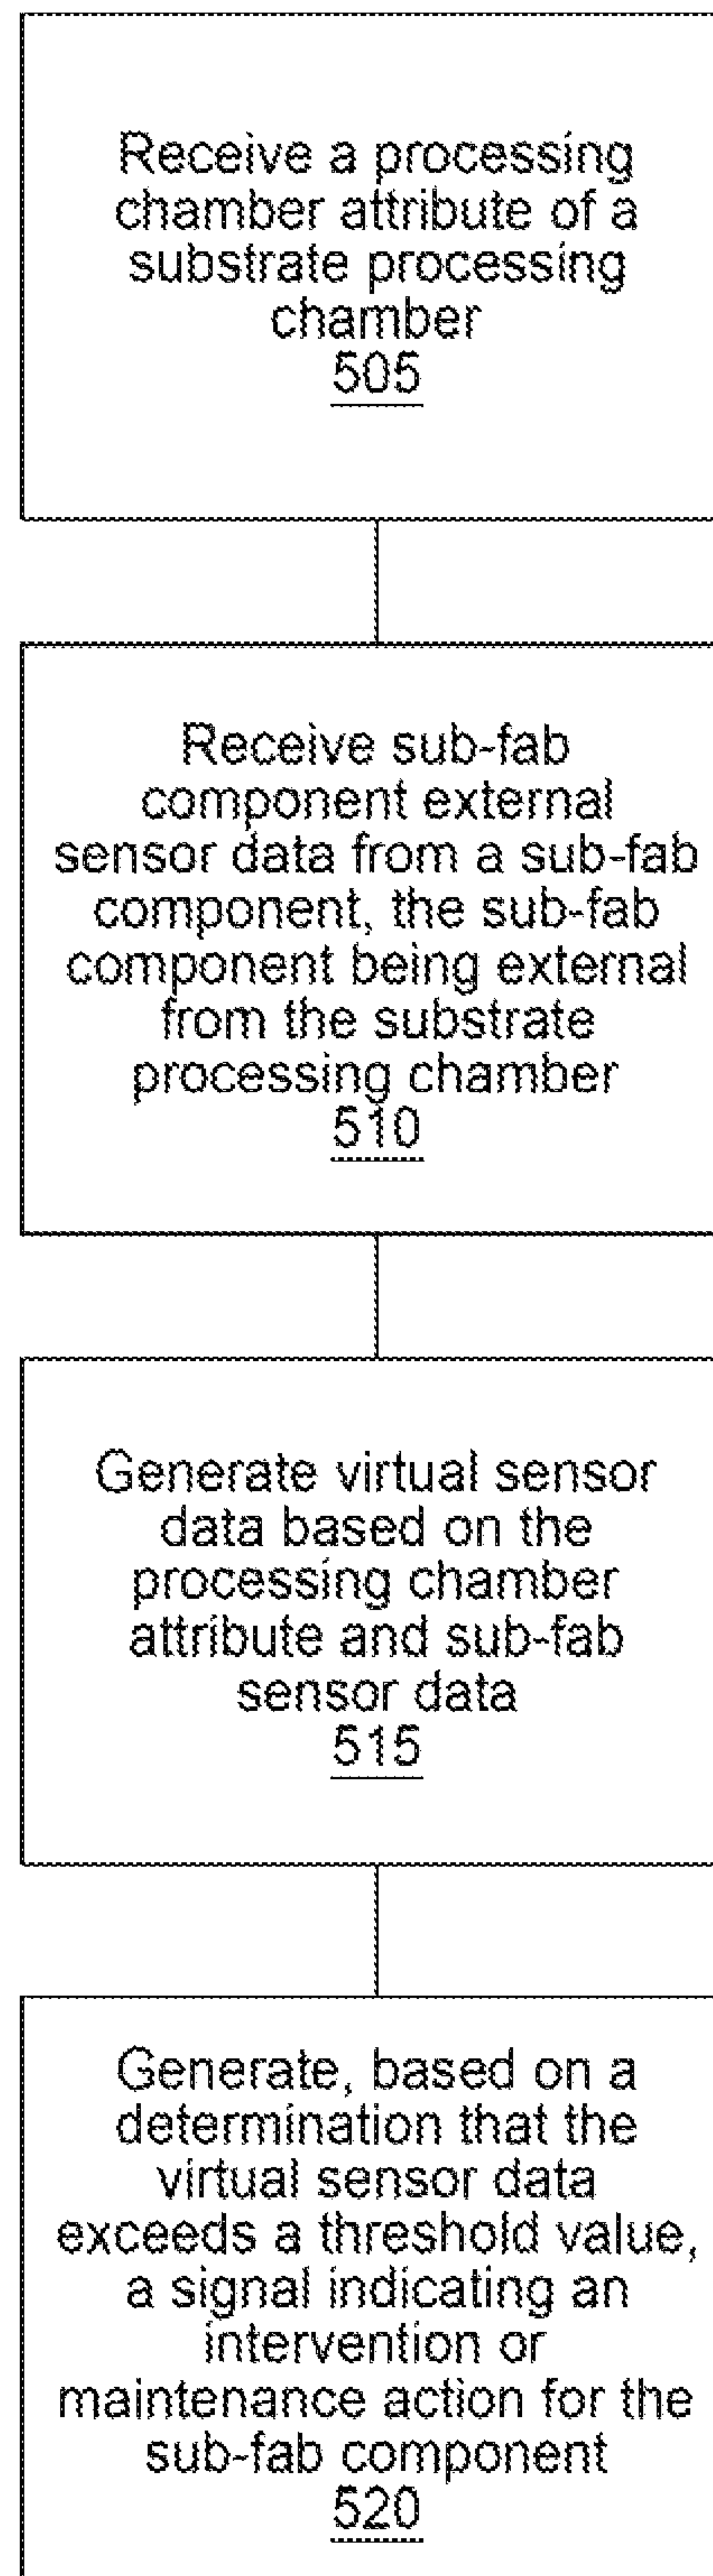 Receive a processing
chamber attribute of a
substrate processing
chamber
505
Receive sub-fab
component external
sensor data from a sub-fab
component, the sub-fab
component being external
from the substrate
processing chamber
510
Generate virtual sensor
data based on the
processing chamber
attribute and sub-fab
sensor data
515
Generate, based on a
determination that the
virtual sensor data
exceeds a threshold value,
a signal indicating an
intervention or
maintenance action for the
sub-fab component
520